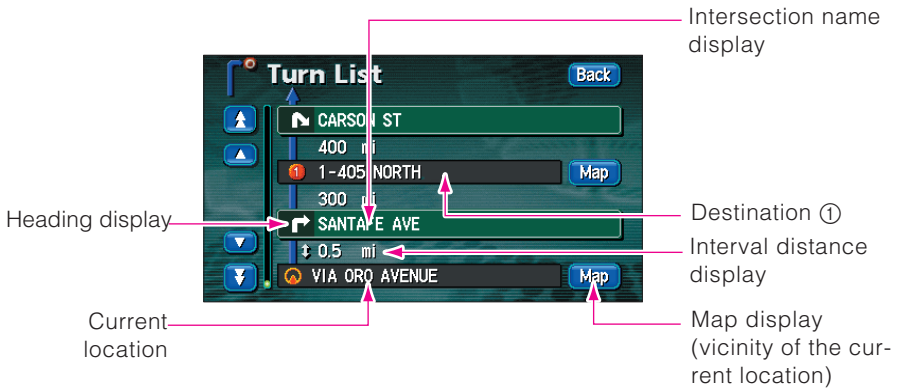 Intersection name
display
Turn List
Back
CARSON ST
400 mi
1 1-405 NORTH
Map
300 mi
Heading display
SANTAFE AVE
Destination ①
0.5 mi
Interval distance
display
VIA ORO AVENUE
Map
Current
location
Map display
(vicinity of the cur-
rent location)